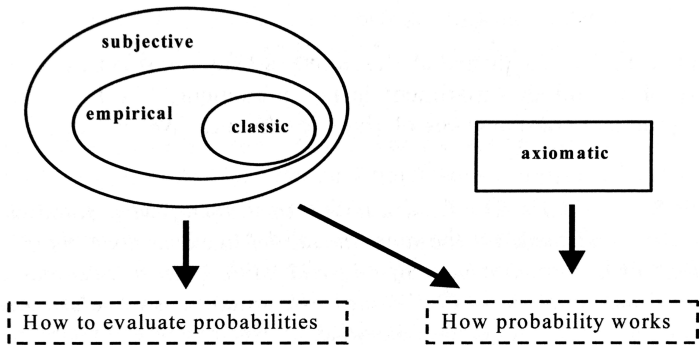 subjective
empirical
classic
axiomatic
How to evaluate probabilities
How probability works